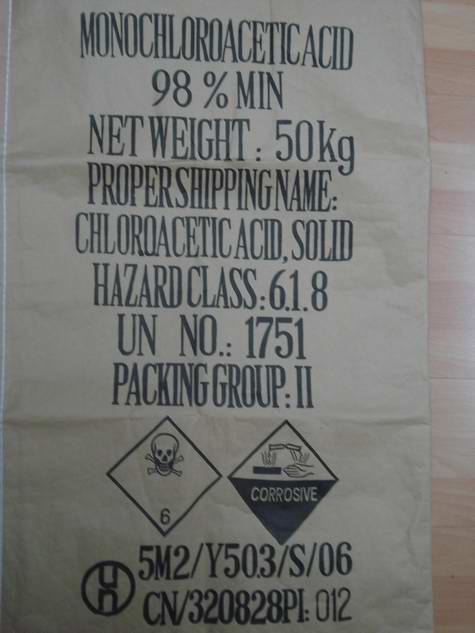 MONOCHLOROACETIC ACID
98 % MIN
NET WEIGHT : 50kg
PROPER SHIPPING NAME:
CHLOROACETIC ACID, SOLID
HAZARD CLASS: 6.1.8
UN NO.: 1751
PACKING GROUP: II
6
CORROSIVE
un
5M2/Y50.3/S/06
CN/320828PI: 012